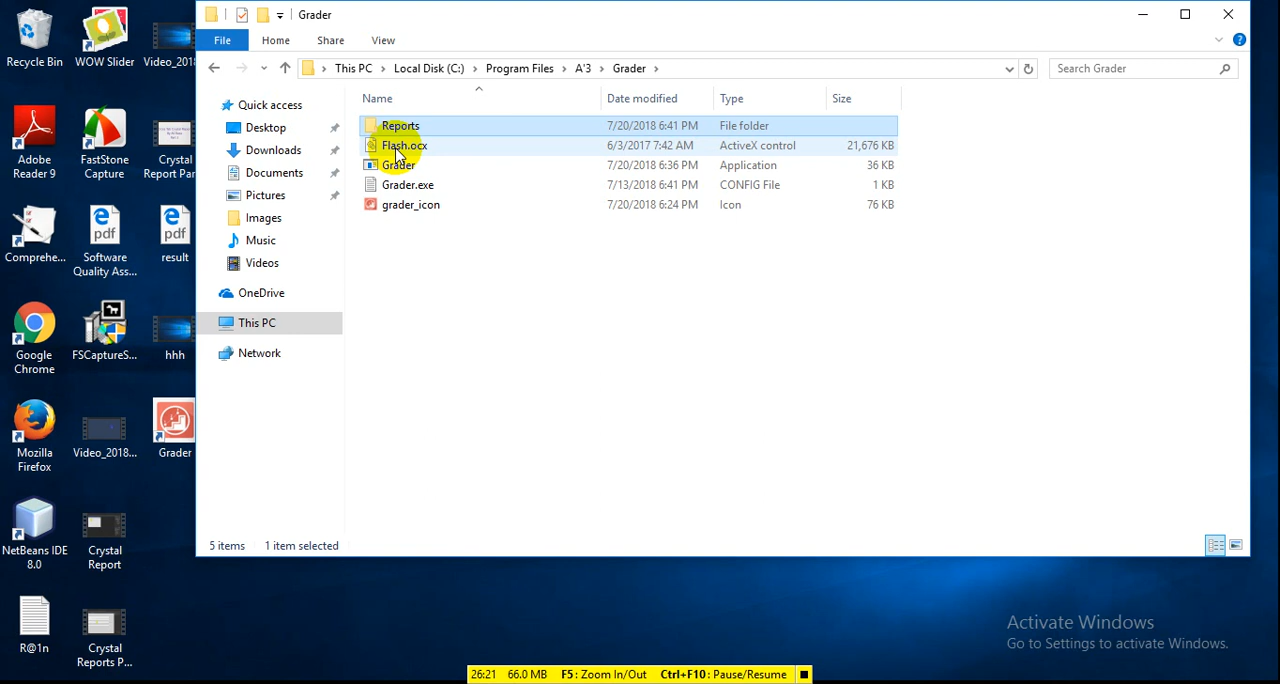 Grader
File Home Share View
This PC > Local Disk (C:) > Program Files > A'3 > Grader >
Search Grader
Name Date modified Type Size
Reports 7/20/2018 6:41 PM File folder
Flash.ocx 6/3/2017 7:42 AM ActiveX control 21,676 KB
Grader 7/20/2018 6:36 PM Application 36 KB
Grader.exe 7/13/2018 6:41 PM CONFIG File 1 KB
grader_icon 7/20/2018 6:24 PM Icon 76 KB
Quick access
Desktop
Downloads
Documents
Pictures
Images
Music
Videos
OneDrive
This PC
Network
5 items 1 item selected
Recycle Bin
WOW Slider
Video_2018
Adobe
Reader 9
FastStone
Capture
Crystal
Report Par
Comprehe...
Software
Quality Ass...
result
Google
Chrome
FSCaptureS...
hhh
Mozilla
Firefox
Video_2018...
Grader
NetBeans IDE
8.0
Crystal
Report
R@1n
Crystal
Reports P...
Activate Windows
Go to Settings to activate Windows.
26:21 66.0 MB F5: Zoom In/Out Ctrl+F10: Pause/Resume